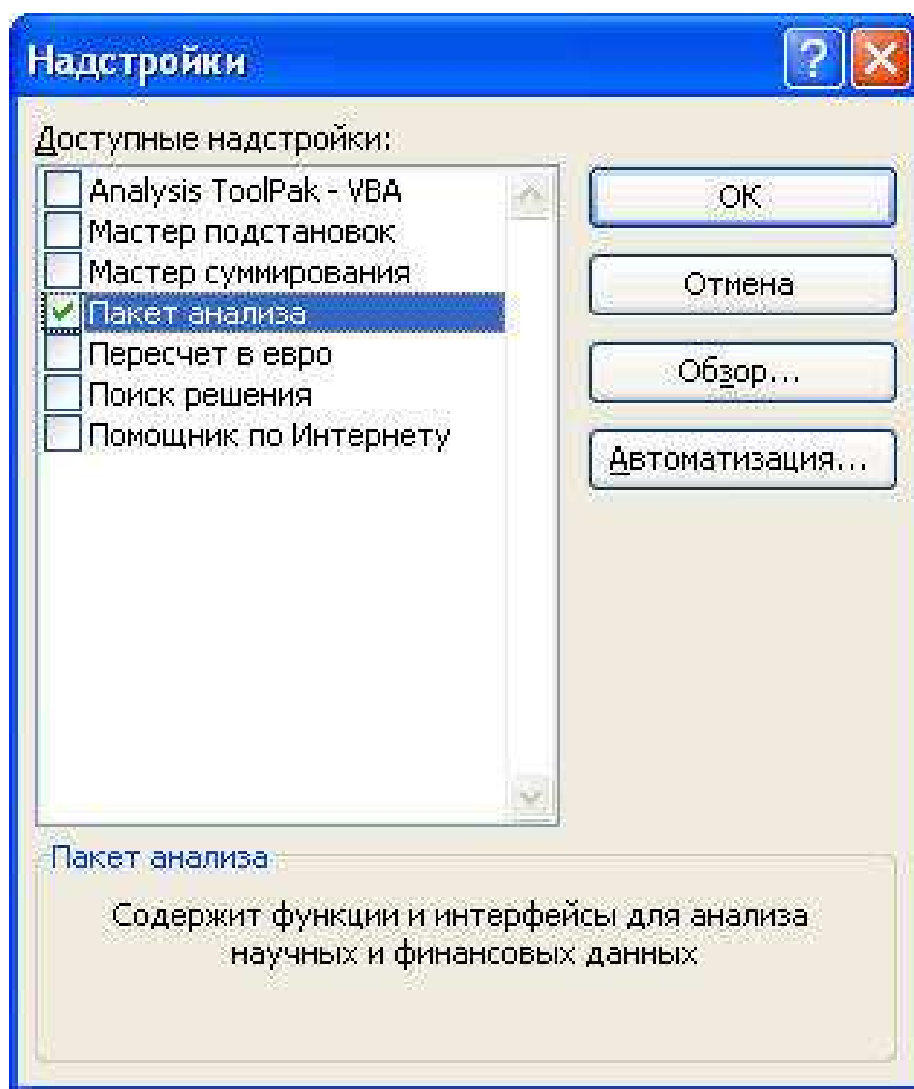 Надстройки
Доступные надстройки:
Analysis ToolPak - VBA
Мастер подстановок
Мастер суммирования
Пакет анализа
Пересчет в евро
Поиск решения
Помощник по Интернету
OK
Отмена
Обзор...
Автоматизация...
Пакет анализа
Содержит функции и интерфейсы для анализа
научных и финансовых данных